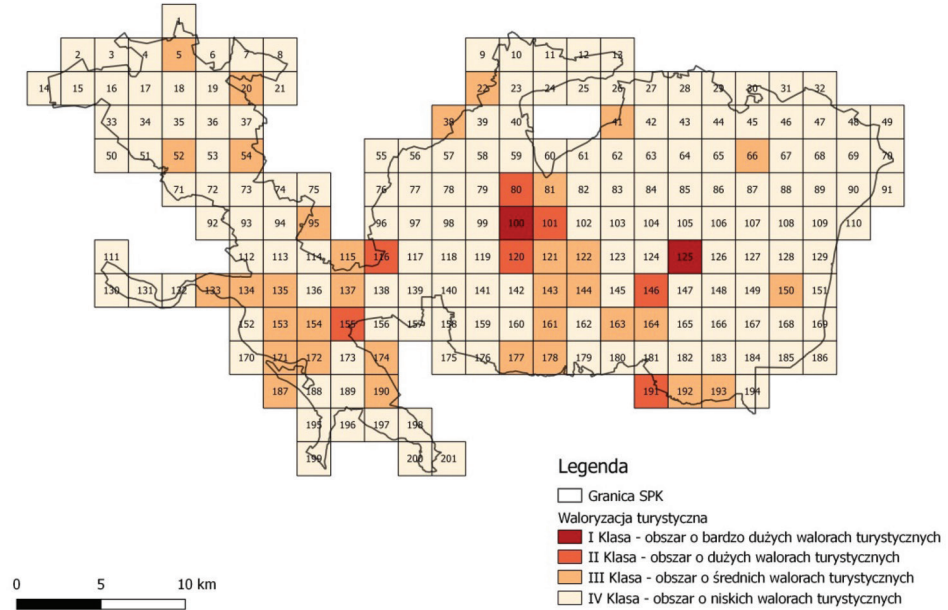 1
2 3 4 5 6 7 8 9 10 11 12 13
14 15 16 17 18 19 20 21 22 23 24 25 26 27 28 29 30 31 32
33 34 35 36 37 38 39 40 41 42 43 44 45 46 47 48 49
50 51 52 53 54 55 56 57 58 59 60 61 62 63 64 65 66 67 68 69 70
71 72 73 74 75 76 77 78 79 80 81 82 83 84 85 86 87 88 89 90 91
92 93 94 95 96 97 98 99 100 101 102 103 104 105 106 107 108 109 110
111 112 113 114 115 116 117 118 119 120 121 122 123 124 125 126 127 128 129
130 131 132 133 134 135 136 137 138 139 140 141 142 143 144 145 146 147 148 149 150 151
152 153 154 155 156 157 158 159 160 161 162 163 164 165 166 167 168 169
170 171 172 173 174 175 176 177 178 179 180 181 182 183 184 185 186
187 188 189 190 191 192 193 194
195 196 197 198
199 200 201
Legenda
Granica SPK
Waloryzacja turystyczna
I Klasa - obszar o bardzo dużych walorach turystycznych
II Klasa - obszar o dużych walorach turystycznych
III Klasa - obszar o średnich walorach turystycznych
IV Klasa - obszar o niskich walorach turystycznych
0 5 10 km